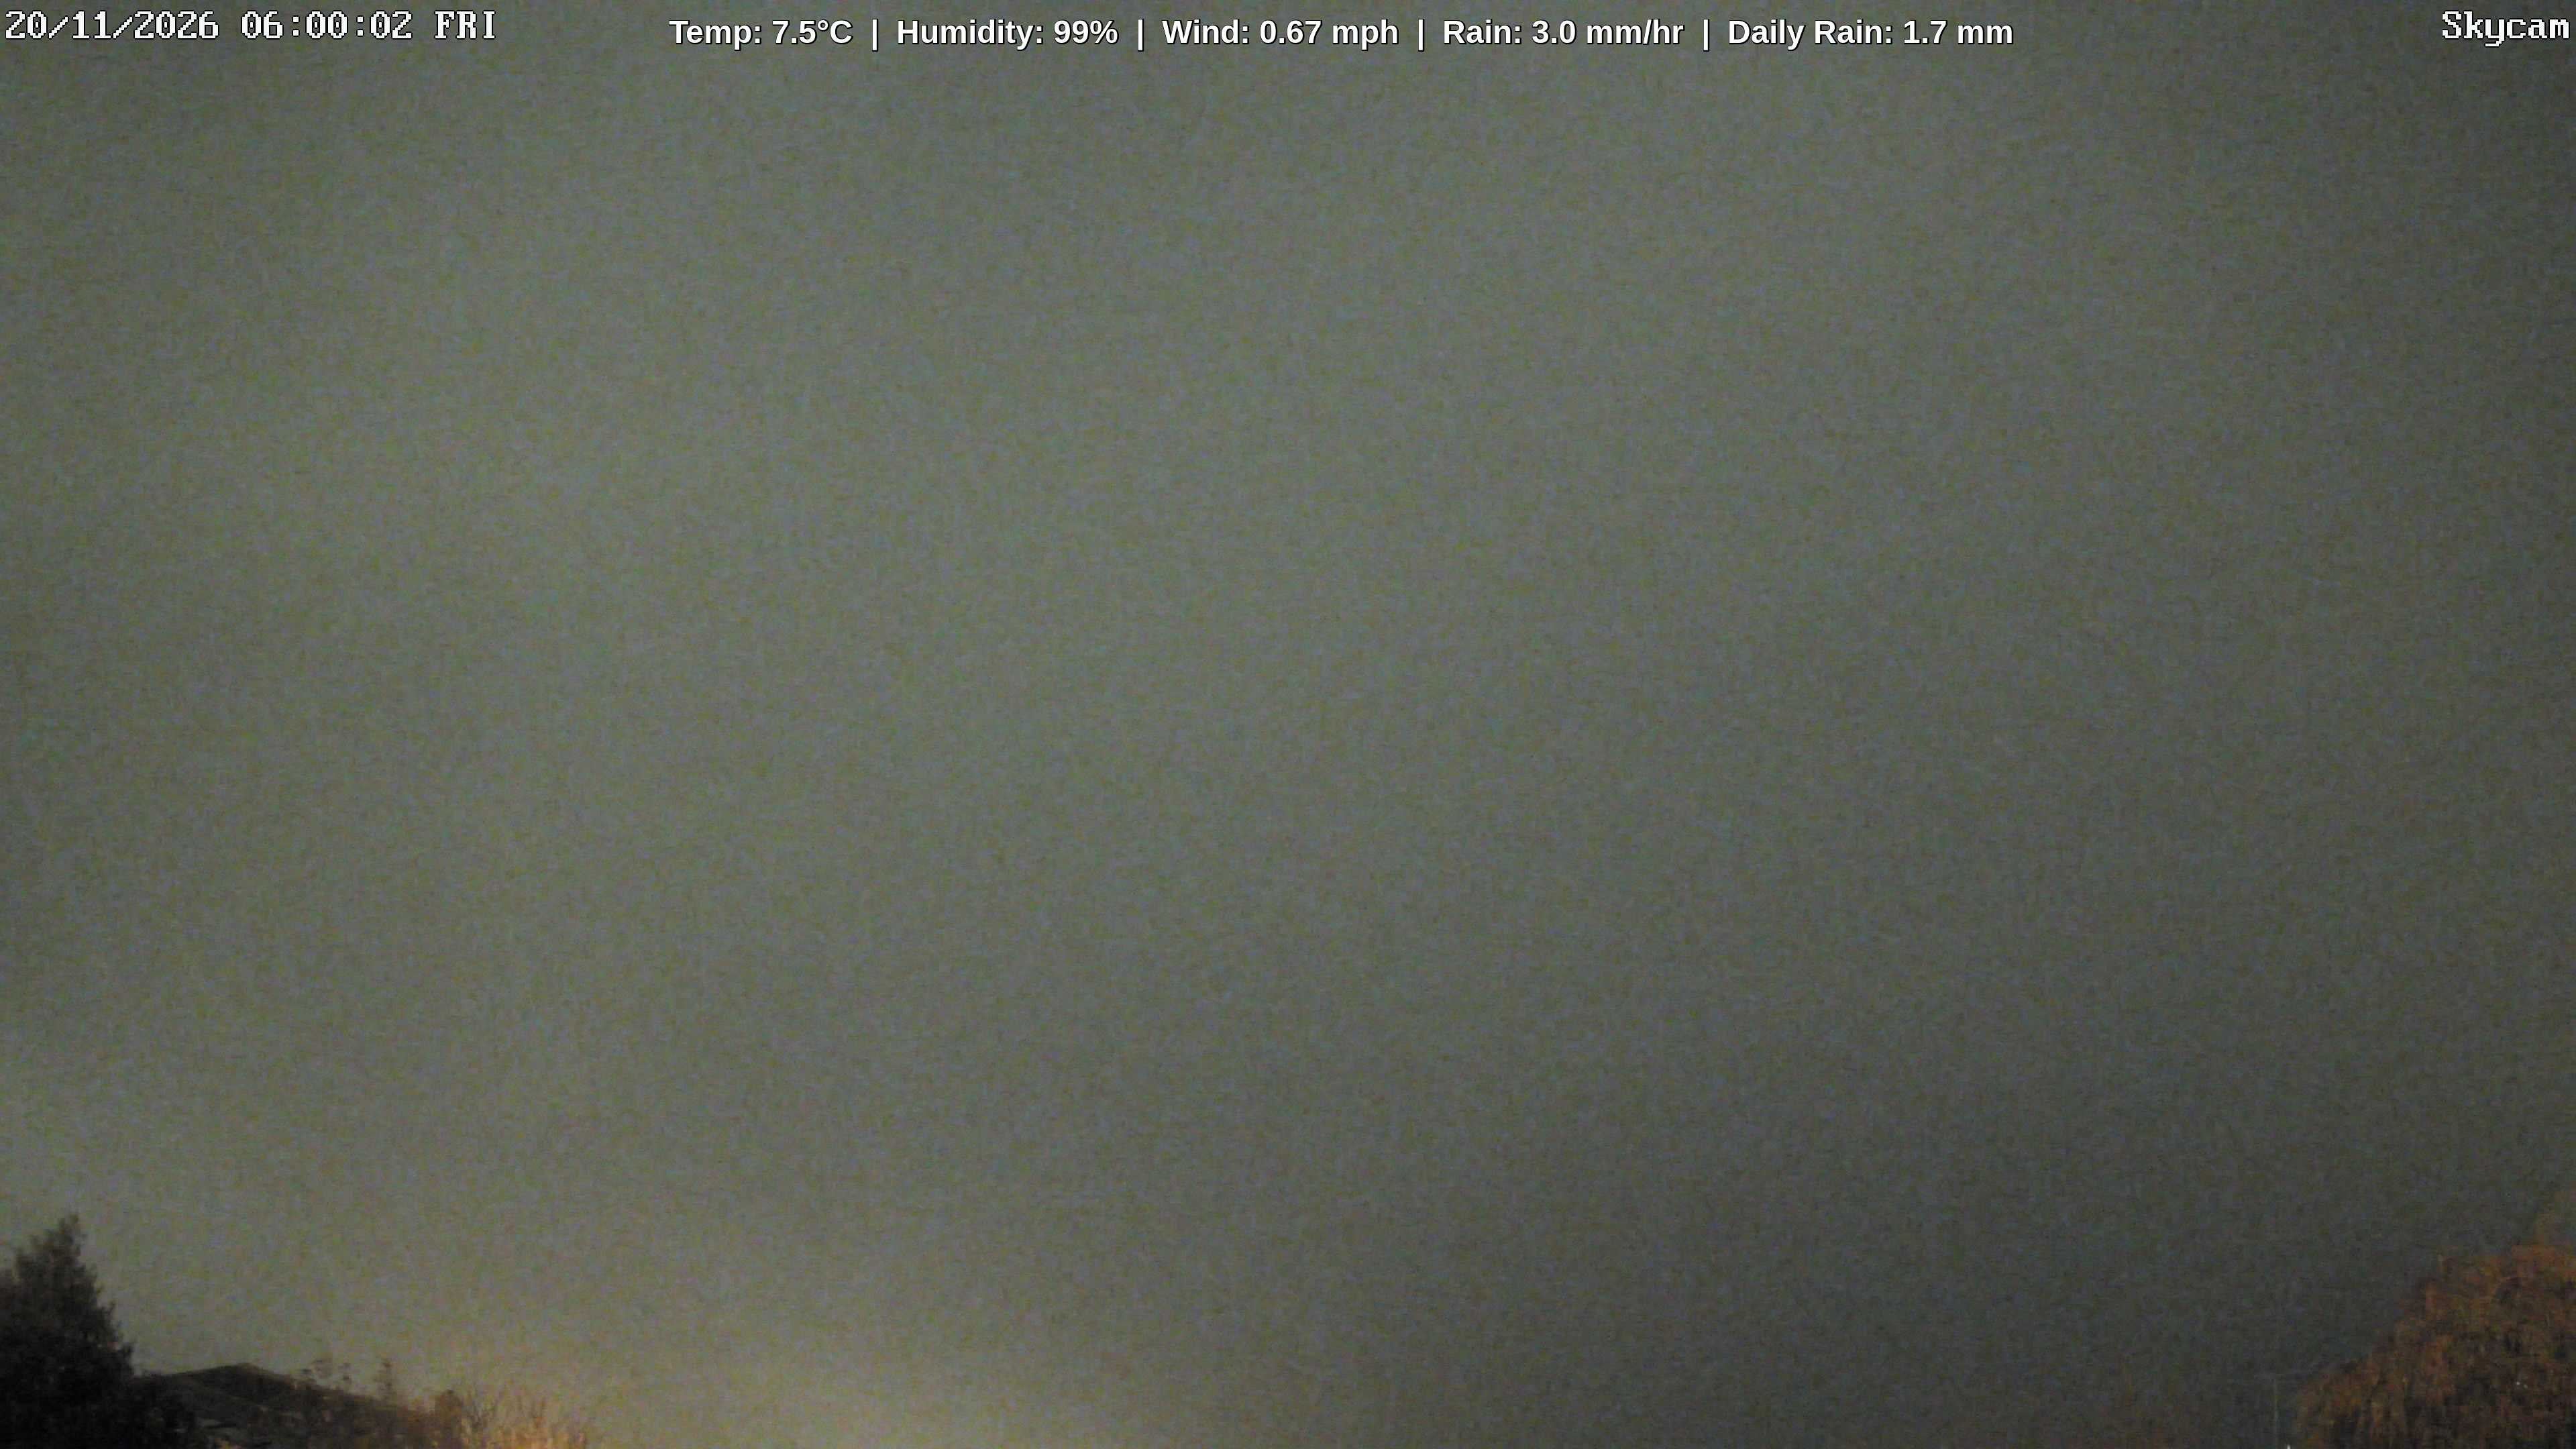 20/11/2026 06:00:02 FRI
Temp: 7.5°C | Humidity: 99% | Wind: 0.67 mph | Rain: 3.0 mm/hr | Daily Rain: 1.7 mm
Skycam